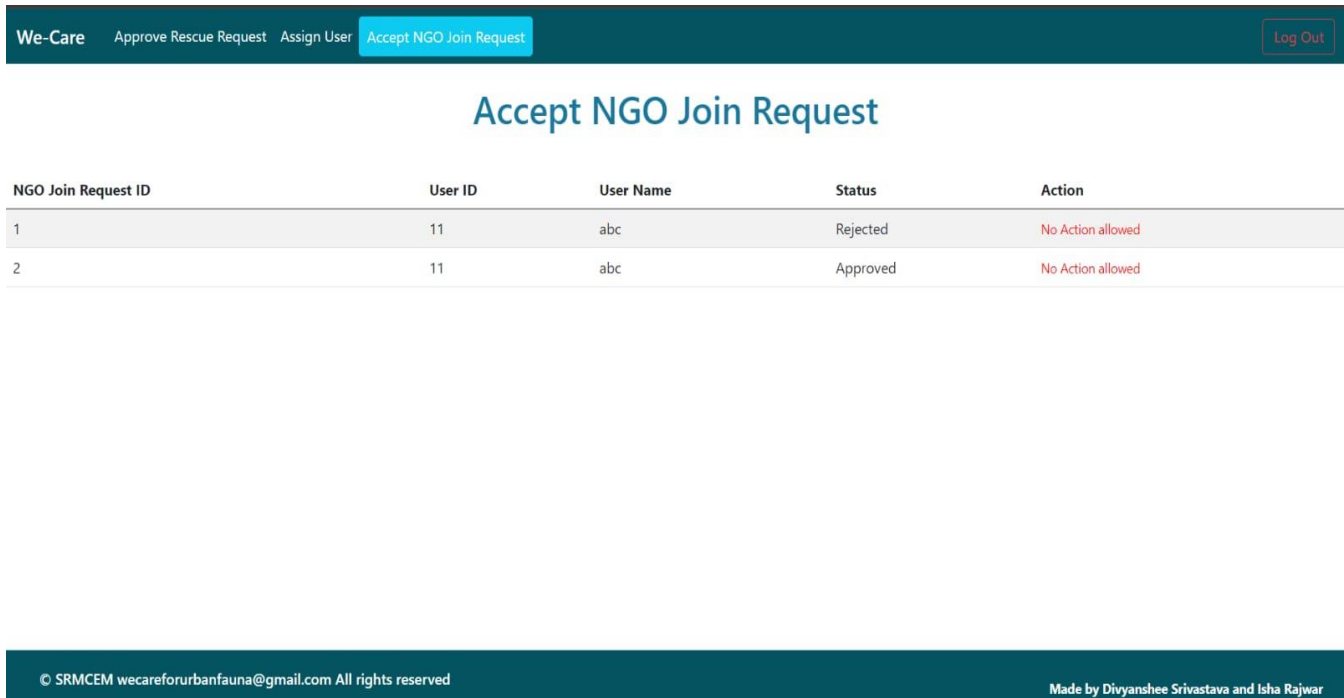 We-Care Approve Rescue Request Assign User Accept NGO Join Request Log Out
Accept NGO Join Request
NGO Join Request ID User ID User Name Status Action
1 11 abc Rejected No Action allowed
2 11 abc Approved No Action allowed
© SRMCEM wecareforurbanfauna@gmail.com All rights reserved
Made by Divyanshee Srivastava and Isha Rajwar